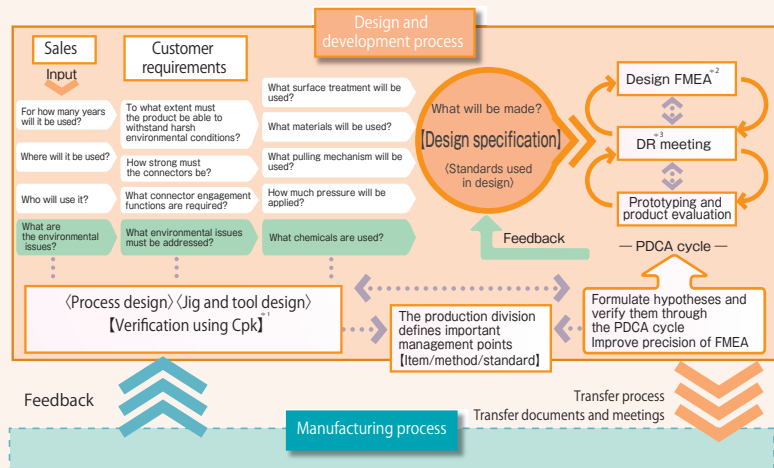 Design and
development process
Sales
Input
For how many years
will it be used?
Where will it be used?
Who will use it?
What are
the environmental
issues?
Customer
requirements
To what extent must
the product be able to
withstand harsh
environmental conditions?
How strong must
the connectors be?
What connector engagement
functions are required?
What environmental issues
must be addressed?
What surface treatment will be
used?
What materials will be used?
What pulling mechanism will be
used?
How much pressure will be
applied?
What chemicals are used?
What will be made?
【Design specification】
〈Standards used
in design〉
Feedback
Design FMEA*2
DR meeting*3
Prototyping and
product evaluation
— PDCA cycle —
Formulate hypotheses and
verify them through
the PDCA cycle
Improve precision of FMEA
〈Process design〉〈Jig and tool design〉
【Verification using Cpk】*1
The production division
defines important
management points
【Item/method/standard】
Feedback
Transfer process
Transfer documents and meetings
Manufacturing process